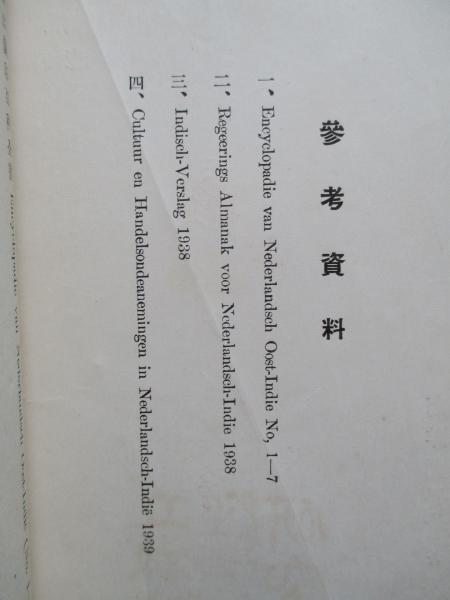 參考資料
一、Encyclopadie van Nederlandsch Oost-Indie No, 1—7
二、Regeerings Almanak voor Nederlandsch-Indie 1938
三、Indisch-Verslag 1938
四、Cultuur en Handelsondeanemingen in Nederlandsch-Indië 1939